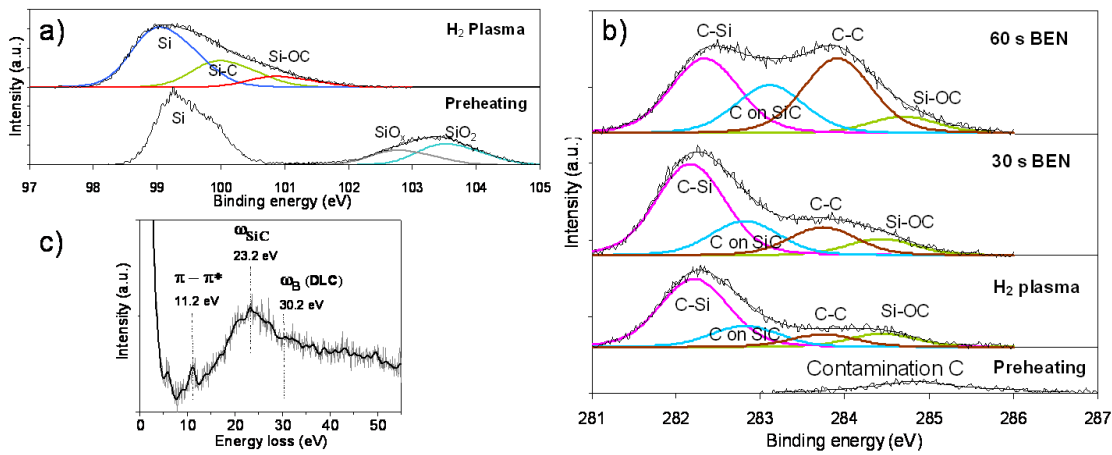 a)
H₂ Plasma
Si
Si-C
Si-OC
Preheating
Si
SiOₓ
SiO₂
Intensity (a.u.)
97 98 99 100 101 102 103 104 105
Binding energy (eV)
b)
60 s BEN
C-Si
C-C
C on SiC
Si-OC
30 s BEN
C-Si
C-C
C on SiC
Si-OC
H₂ plasma
C-Si
C on SiC
C-C
Si-OC
Preheating
Contamination C
Intensity (a.u.)
281 282 283 284 285 286 287
Binding energy (eV)
c)
ω_SiC
23.2 eV
π – π*
11.2 eV
ω_B (DLC)
30.2 eV
Intensity (a.u.)
0 10 20 30 40 50
Energy loss (eV)